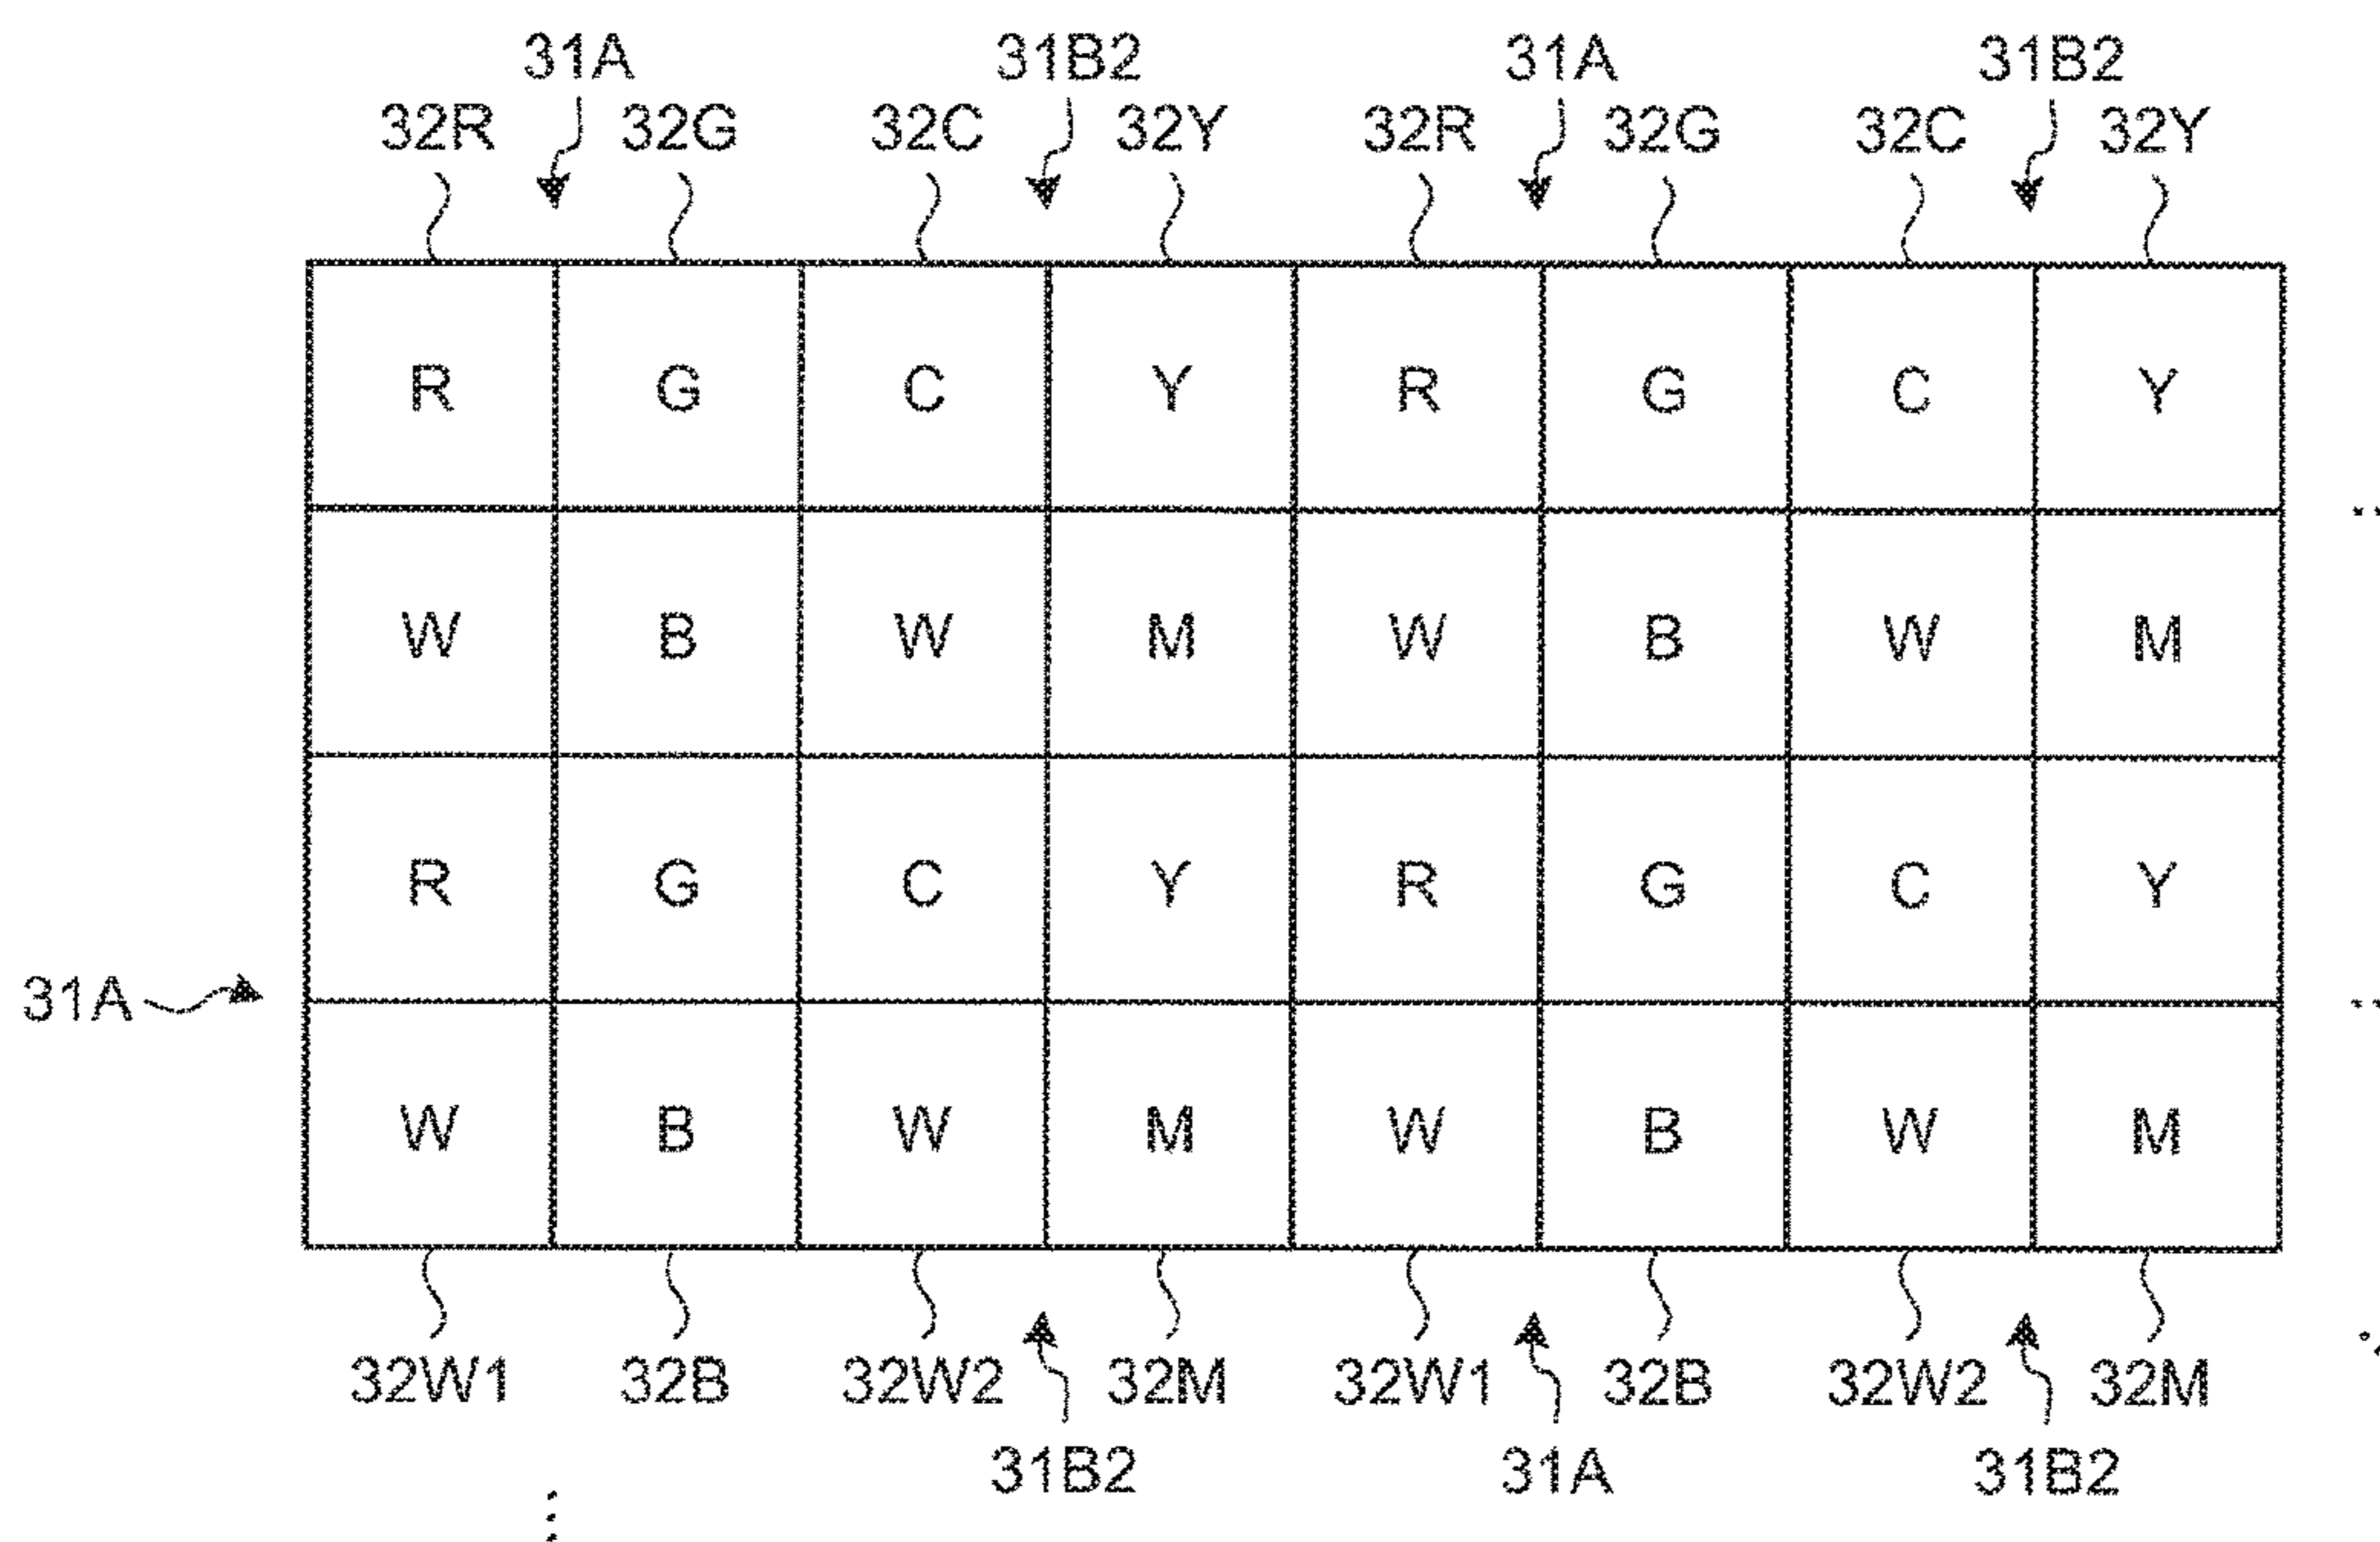 31A 31B2 31A 31B2
32R 32G 32C 32Y 32R 32G 32C 32Y
R G C Y R G C Y
W B W M W B W M
R G C Y R G C Y
31A
W B W M W B W M
32W1 32B 32W2 32M 32W1 32B 32W2 32M
31B2 31A 31B2